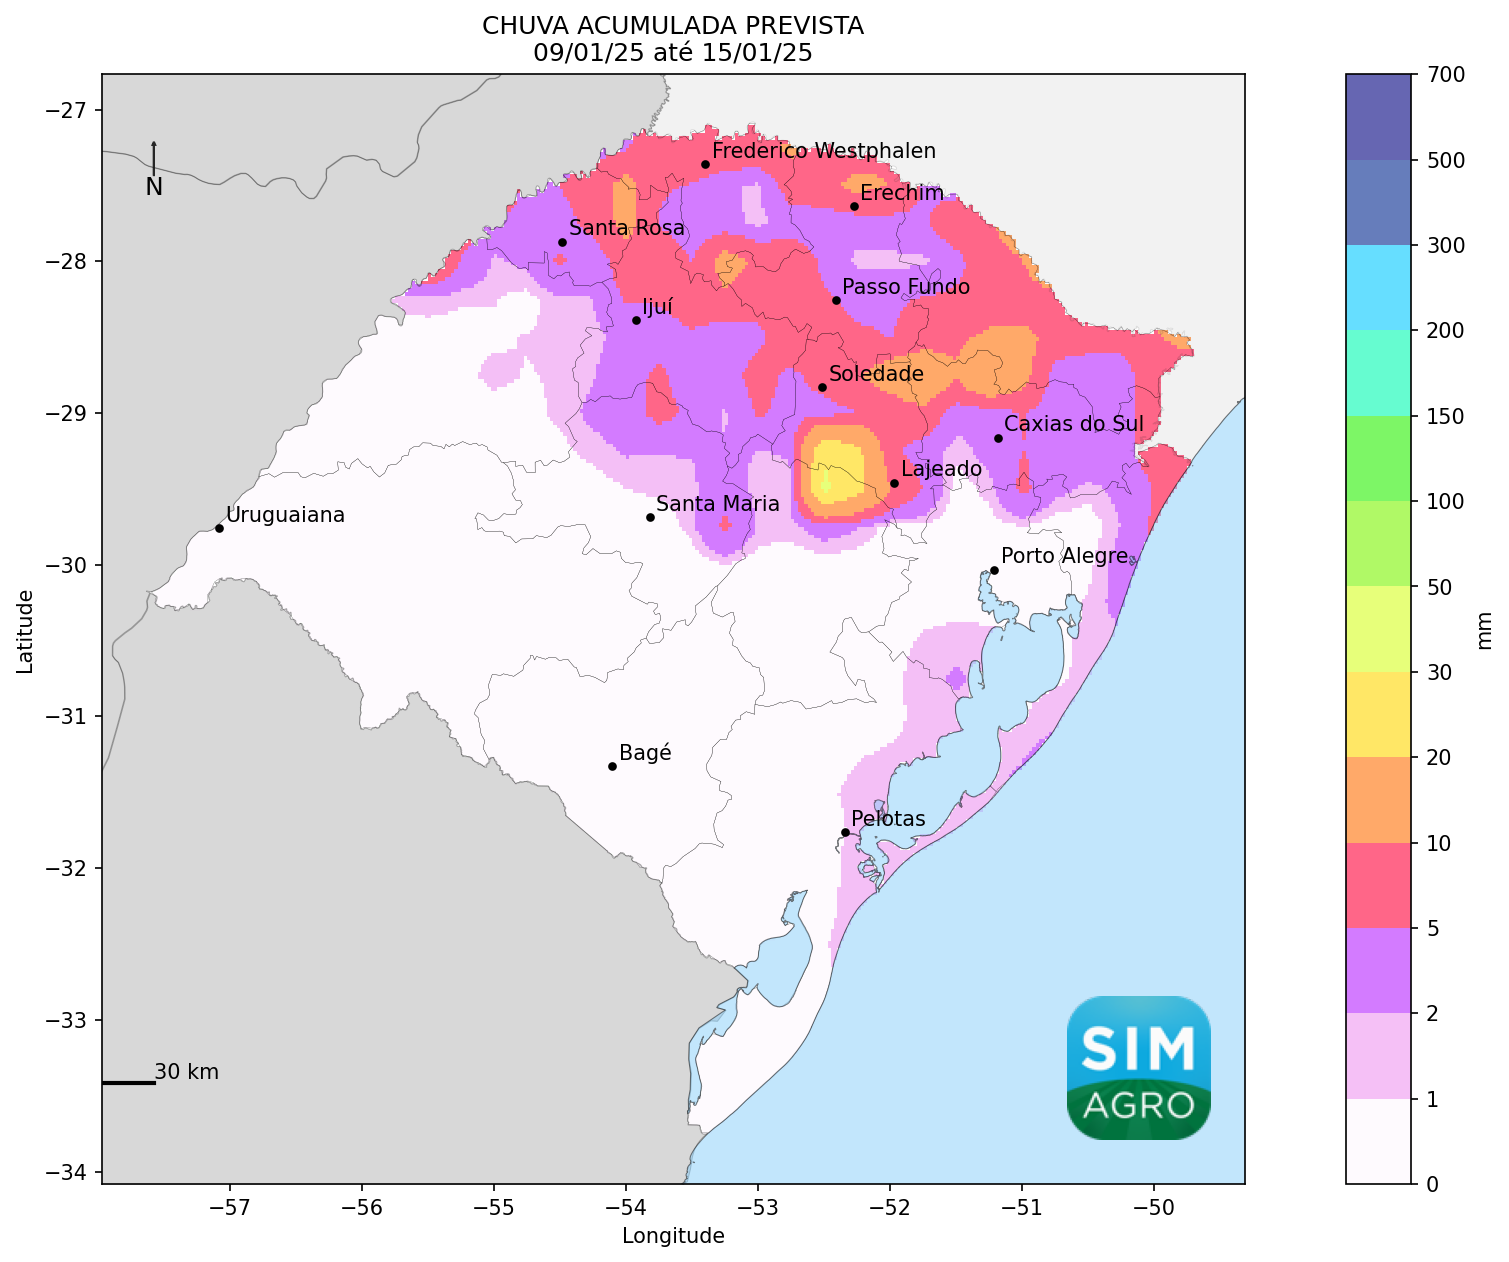 CHUVA ACUMULADA PREVISTA
09/01/25 até 15/01/25
−27
−28
−29
−30
−31
−32
−33
−34
Latitude
N
Frederico Westphalen
Erechim
Santa Rosa
Passo Fundo
Ijuí
Soledade
Caxias do Sul
Lajeado
Santa Maria
Uruguaiana
Porto Alegre
Bagé
Pelotas
30 km
SIM
AGRO
−57
−56
−55
−54
−53
−52
−51
−50
Longitude
700
500
300
200
150
100
50
30
20
10
5
2
1
0
mm